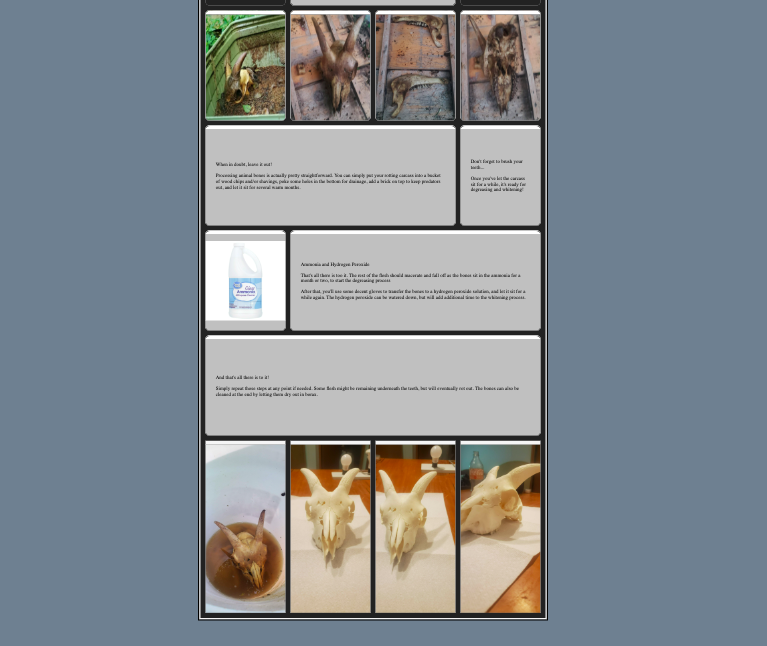 When in doubt, leave it out!
Processing animal bones is actually pretty straightforward. You can simply put your rotting carcass into a bucket
of wood chips and/or shavings, poke some holes in the bottom for drainage, add a brick on top to keep predators
out, and let it sit for several warm months.
Don't forget to brush your
teeth...
Once you've let the carcass
sit for a while, it's ready for
degreasing and whitening!
Ammonia
Ammonia and Hydrogen Peroxide
That's all there is too it. The rest of the flesh should macerate and fall off as the bones sit in the ammonia for a
month or two, to start the degreasing process
After that, you'll use some decent gloves to transfer the bones to a hydrogen peroxide solution, and let it sit for a
while again. The hydrogen peroxide can be watered down, but will add additional time to the whitening process.
And that's all there is to it!
Simply repeat these steps at any point if needed. Some flesh might be remaining underneath the teeth, but will eventually rot out. The bones can also be
cleaned at the end by letting them dry out in borax.